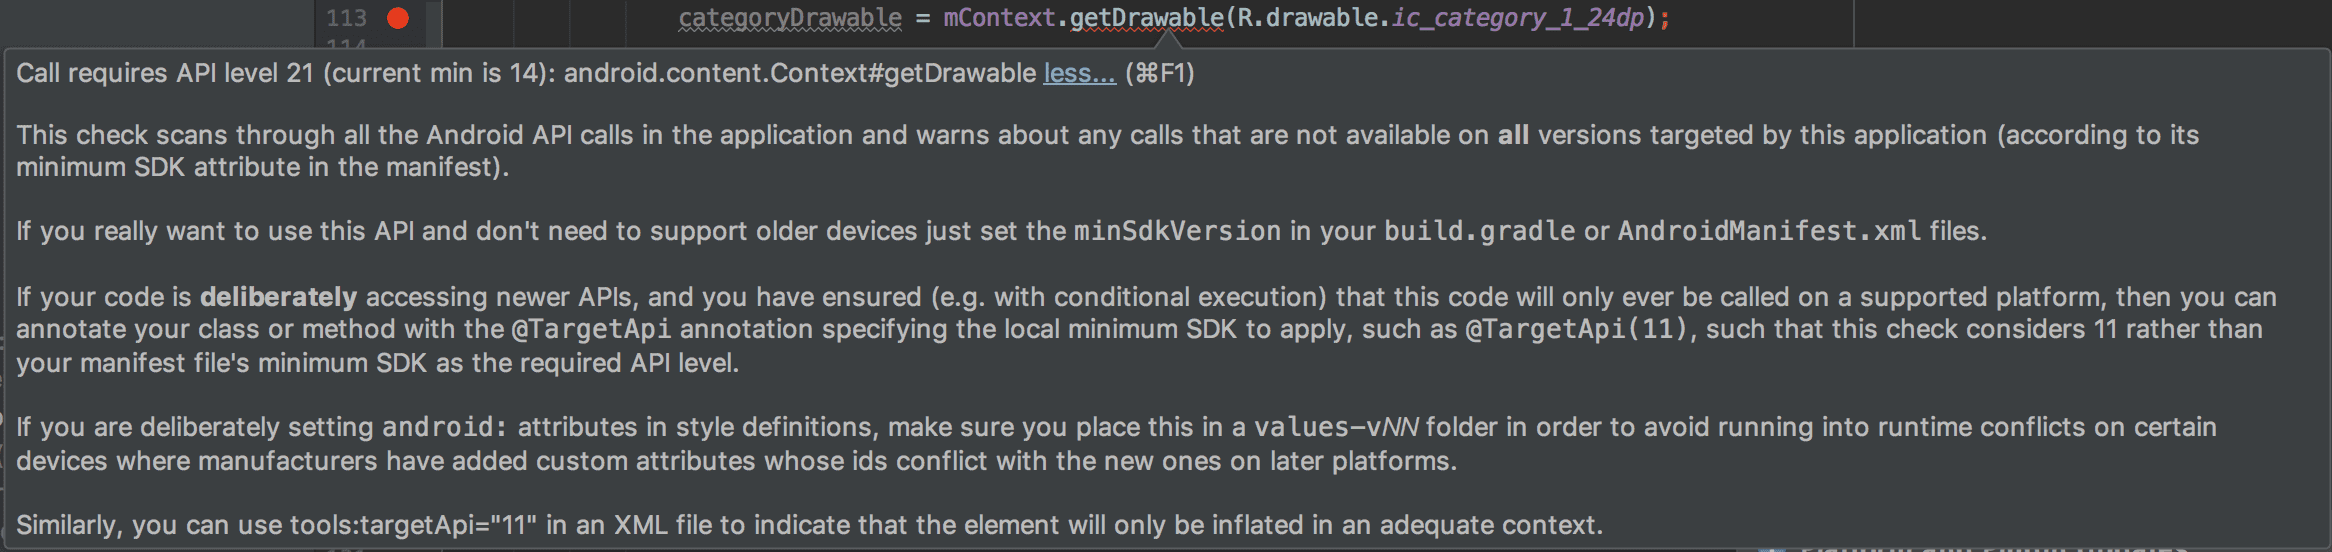 113 categoryDrawable = mContext.getDrawable(R.drawable.ic_category_1_24dp);
Call requires API level 21 (current min is 14): android.content.Context#getDrawable less... (⌘F1)
This check scans through all the Android API calls in the application and warns about any calls that are not available on all versions targeted by this application (according to its
minimum SDK attribute in the manifest).
If you really want to use this API and don't need to support older devices just set the minSdkVersion in your build.gradle or AndroidManifest.xml files.
If your code is deliberately accessing newer APIs, and you have ensured (e.g. with conditional execution) that this code will only ever be called on a supported platform, then you can
annotate your class or method with the @TargetApi annotation specifying the local minimum SDK to apply, such as @TargetApi(11), such that this check considers 11 rather than
your manifest file's minimum SDK as the required API level.
If you are deliberately setting android: attributes in style definitions, make sure you place this in a values-vNN folder in order to avoid running into runtime conflicts on certain
devices where manufacturers have added custom attributes whose ids conflict with the new ones on later platforms.
Similarly, you can use tools:targetApi="11" in an XML file to indicate that the element will only be inflated in an adequate context.